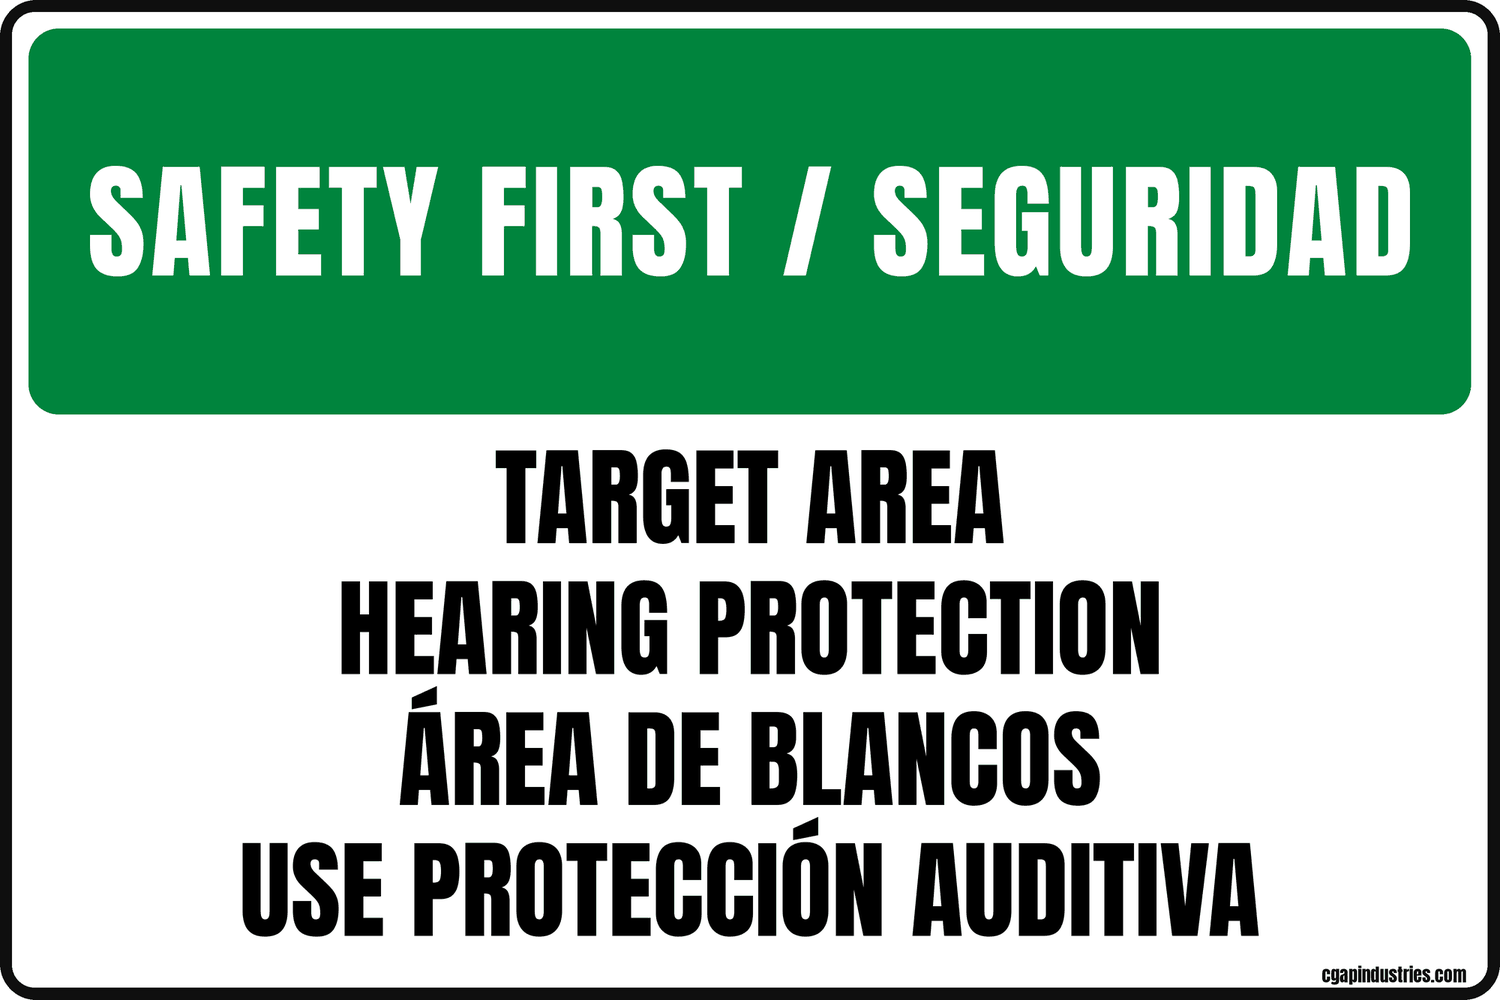 SAFETY FIRST / SEGURIDAD
TARGET AREA
HEARING PROTECTION
ÁREA DE BLANCOS
USE PROTECCIÓN AUDITIVA
cgapindustries.com